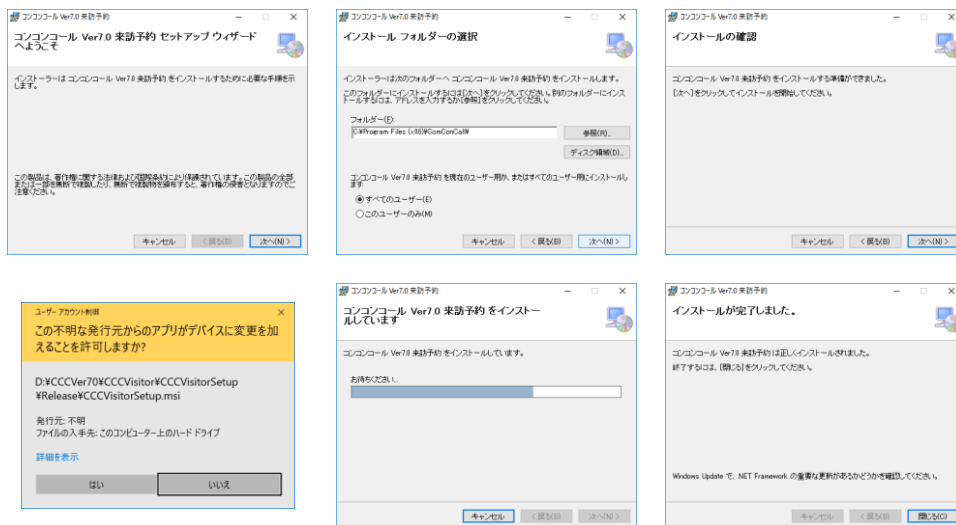 コンコンコール Ver7.0 来訪予約
コンコンコール Ver7.0 来訪予約 セットアップ ウィザード
へようこそ
インストーラーは コンコンコール Ver7.0 来訪予約 をインストールするために必要な手順を示
します。
この製品は、著作権に関する法律および国際条約により保護されています。この製品の全部
または一部を無断で複製したり、無断で複製物を頒布すると、著作権の侵害となりますのでご
注意ください。
キャンセル
< 戻る(B)
次へ(N) >
コンコンコール Ver7.0 来訪予約
インストール フォルダーの選択
インストーラーは次のフォルダーへ コンコンコール Ver7.0 来訪予約 をインストールします。
このフォルダーにインストールするには[次へ]をクリックしてください。別のフォルダーにインス
トールするには、アドレスを入力するか[参照]をクリックしてください。
フォルダー(F):
C:¥Program Files (x86)¥ComConCall¥
参照(R)...
ディスク領域(D)...
コンコンコール Ver7.0 来訪予約 を現在のユーザー用か、またはすべてのユーザー用にインストールし
ます
すべてのユーザー(E)
このユーザーのみ(M)
キャンセル
< 戻る(B)
次へ(N) >
コンコンコール Ver7.0 来訪予約
インストールの確認
コンコンコール Ver7.0 来訪予約 をインストールする準備ができました。
[次へ]をクリックしてインストールを開始してください。
キャンセル
< 戻る(B)
次へ(N) >
ユーザー アカウント制御
この不明な発行元からのアプリがデバイスに変更を加
えることを許可しますか?
D:¥CCCVer70¥CCCVisitor¥CCCVisitorSetup
¥Release¥CCCVisitorSetup.msi
発行元: 不明
ファイルの入手先: このコンピューター上のハード ドライブ
詳細を表示
はい
いいえ
コンコンコール Ver7.0 来訪予約
コンコンコール Ver7.0 来訪予約 をインストー
ルしています
コンコンコール Ver7.0 来訪予約 をインストールしています。
お待ちください...
キャンセル
< 戻る(B)
次へ(N) >
コンコンコール Ver7.0 来訪予約
インストールが完了しました。
コンコンコール Ver7.0 来訪予約 は正しくインストールされました。
終了するには、[閉じる]をクリックしてください。
Windows Update で、.NET Framework の重要な更新があるかどうかを確認してください。
キャンセル
< 戻る(B)
閉じる(C)